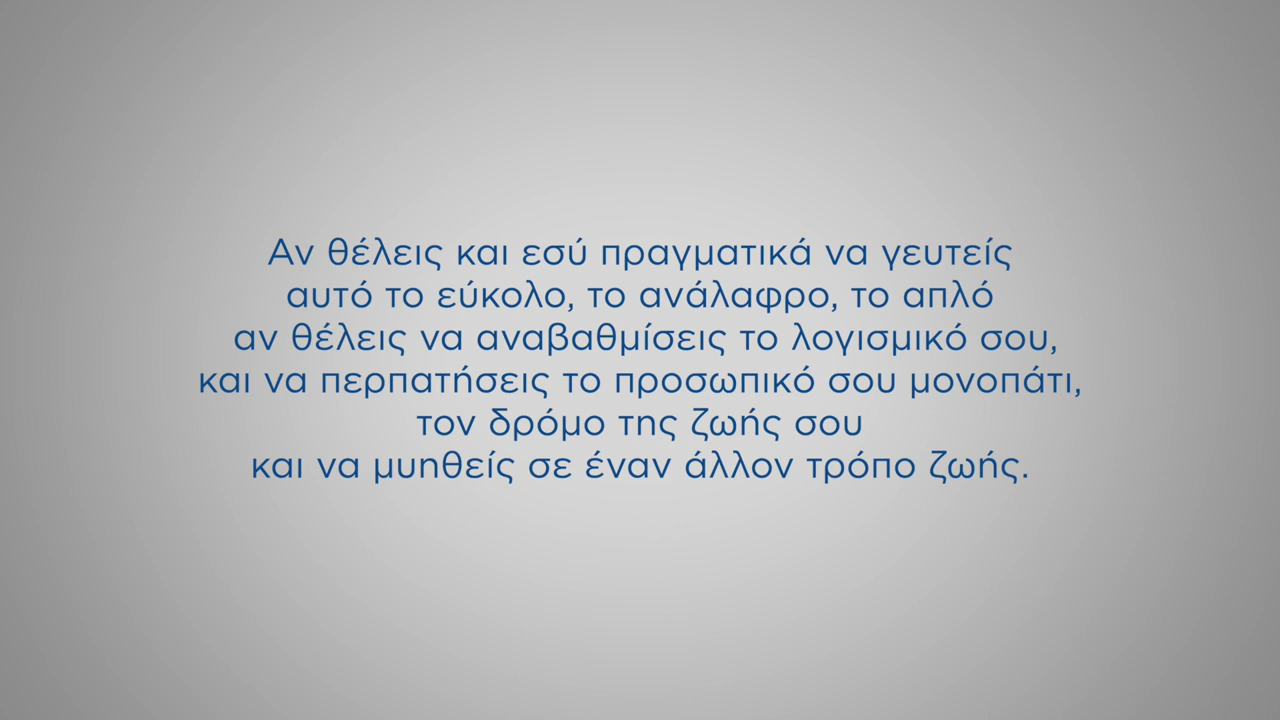 Αν θέλεις και εσύ πραγματικά να γευτείς
αυτό το εύκολο, το ανάλαφρο, το απλό
αν θέλεις να αναβαθμίσεις το λογισμικό σου,
και να περπατήσεις το προσωπικό σου μονοπάτι,
τον δρόμο της ζωής σου
και να μυηθείς σε έναν άλλον τρόπο ζωής.